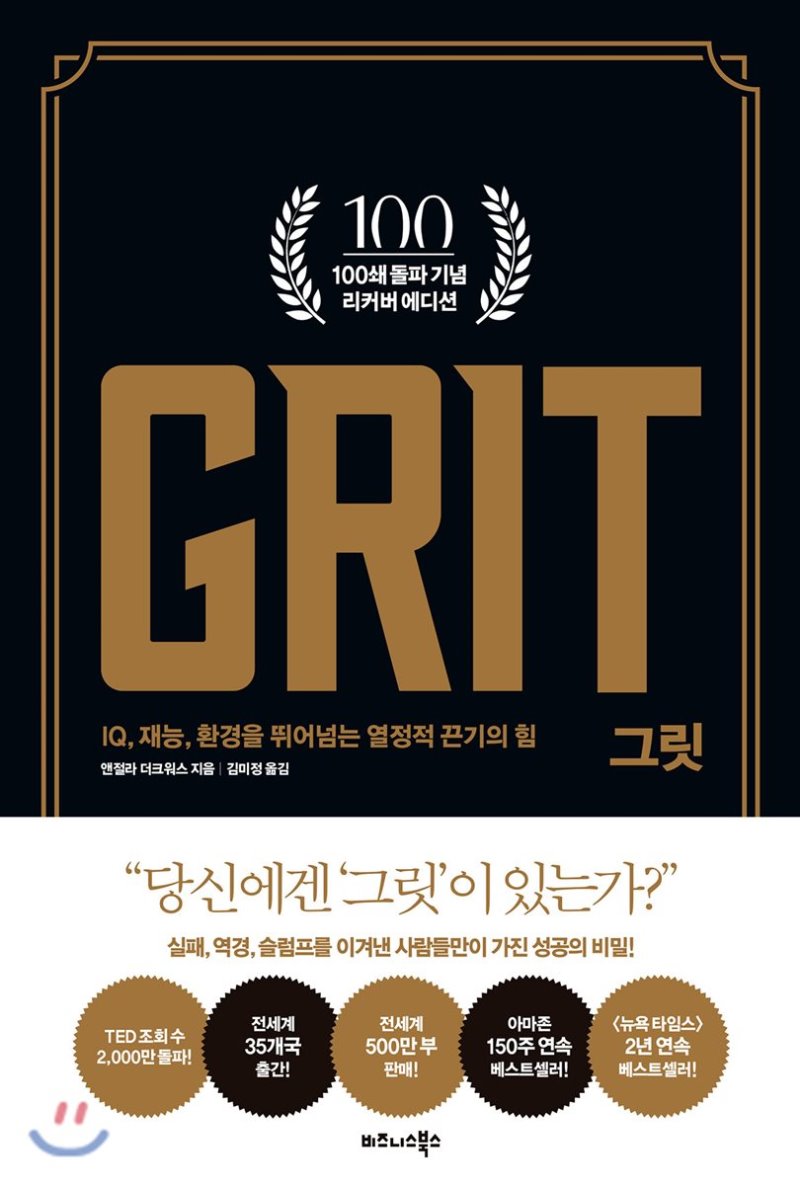 100
100쇄 돌파 기념
리커버 에디션
GRIT
IQ, 재능, 환경을 뛰어넘는 열정적 끈기의 힘
그릿
앤절라 더크워스 지음 | 김미정 옮김
“당신에겐 ‘그릿’이 있는가?”
실패, 역경, 슬럼프를 이겨낸 사람들만이 가진 성공의 비밀!
TED 조회 수
2,000만 돌파!
전세계
35개국
출간!
전세계
500만 부
판매!
아마존
150주 연속
베스트셀러!
〈뉴욕 타임스〉
2년 연속
베스트셀러!
비즈니스북스